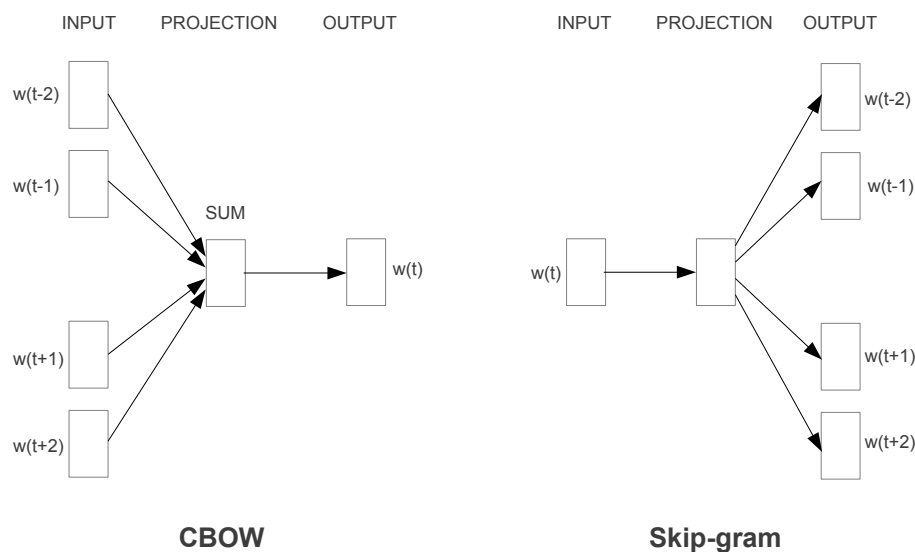 INPUT PROJECTION OUTPUT
w(t-2)
w(t-1)
SUM
w(t)
w(t+1)
w(t+2)
CBOW
INPUT PROJECTION OUTPUT
w(t-2)
w(t-1)
w(t)
w(t+1)
w(t+2)
Skip-gram